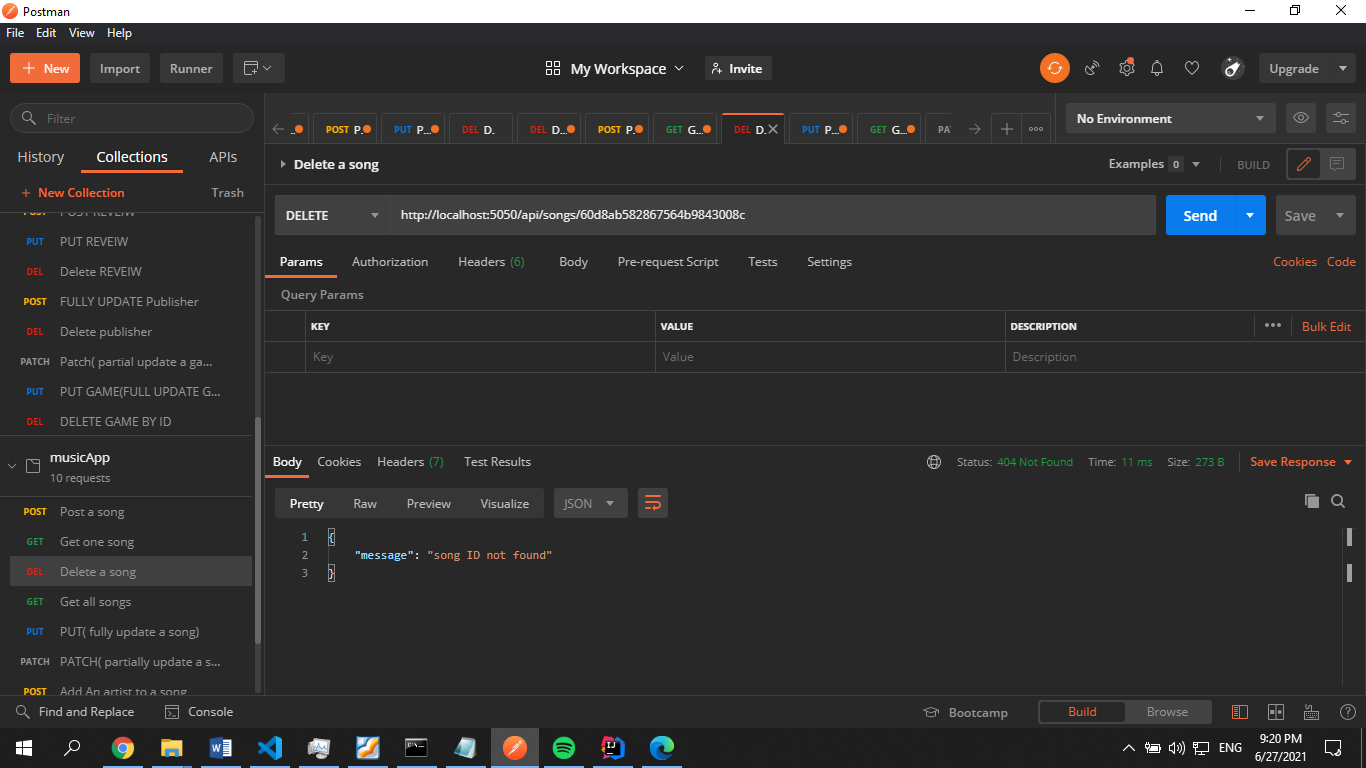 Postman
File Edit View Help
New Import Runner My Workspace Invite Upgrade
Filter
History Collections APIs
New Collection Trash
POST REVEIW
PUT PUT REVEIW
DEL Delete REVEIW
POST FULLY UPDATE Publisher
DEL Delete publisher
PATCH Patch( partial update a ga...
PUT PUT GAME(FULL UPDATE G...
DEL DELETE GAME BY ID
musicApp
10 requests
POST Post a song
GET Get one song
DEL Delete a song
GET Get all songs
PUT PUT( fully update a song)
PATCH PATCH( partially update a s...
POST Add An artist to a song
.. POST P... PUT P... DEL D. DEL D... POST P... GET G... DEL D. PUT P... GET G... PA
No Environment
Delete a song Examples 0 BUILD
DELETE http://localhost:5050/api/songs/60d8ab582867564b9843008c Send Save
Params Authorization Headers (6) Body Pre-request Script Tests Settings Cookies Code
Query Params
KEY VALUE DESCRIPTION Bulk Edit
Key Value Description
Body Cookies Headers (7) Test Results Status: 404 Not Found Time: 11 ms Size: 273 B Save Response
Pretty Raw Preview Visualize JSON
1 {
2 "message": "song ID not found"
3 }
Find and Replace Console Bootcamp Build Browse
ENG 9:20 PM
6/27/2021